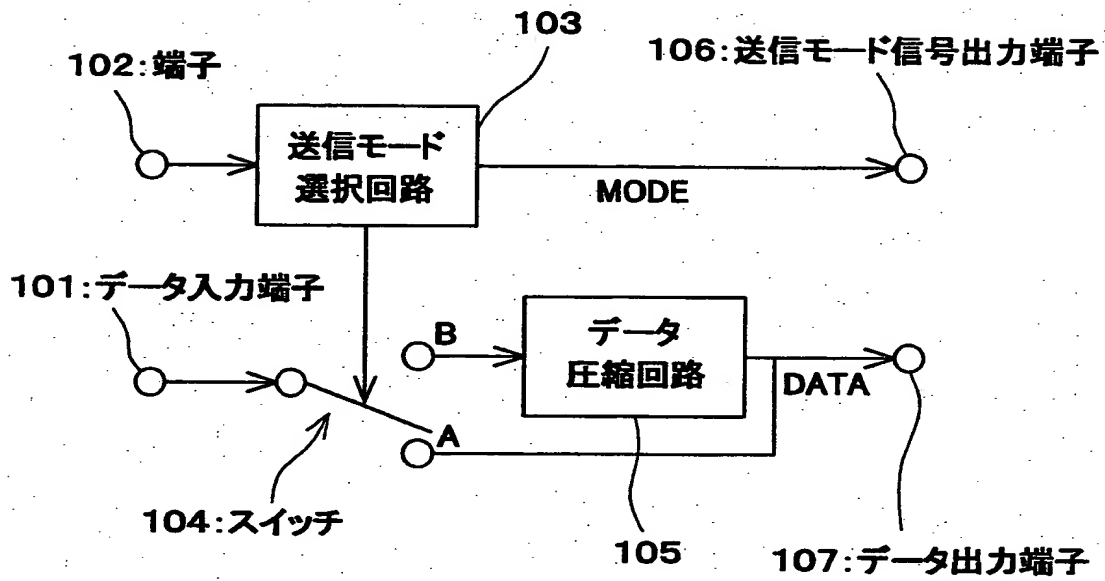 103
102:端子
106:送信モード信号出力端子
送信モード
選択回路
MODE
101:データ入力端子
B
データ
圧縮回路
DATA
A
104:スイッチ
105
107:データ出力端子